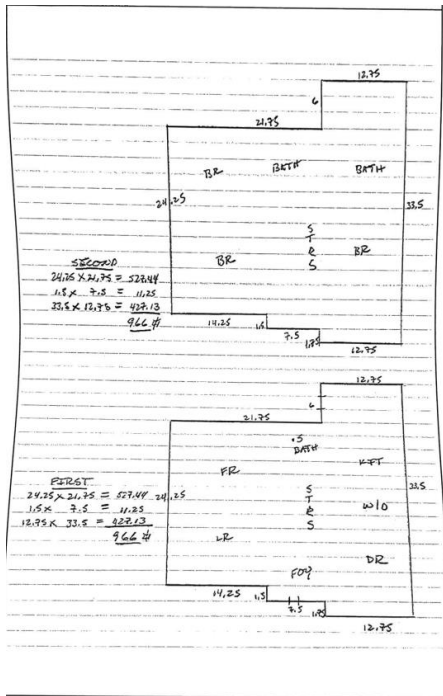 12.75
6
21.75
BR
BATH
BATH
24.25
33.5
S
T
R
S
BR
BR
SECOND
24.25 x 21.75 = 527.44
1.5 x 7.5 = 11.25
33.5 x 12.75 = 427.13
966 #
14.25
1.5
7.5
1.75
12.75
12.75
6
21.75
.5
BATH
FR
KIT
33.5
S
T
R
S
W/O
FIRST
24.25 x 21.75 = 527.44
24.25
1.5 x 7.5 = 11.25
12.75 x 33.5 = 427.13
966 #
LR
DR
FOY
14.25
1.5
7.5
1.75
12.75